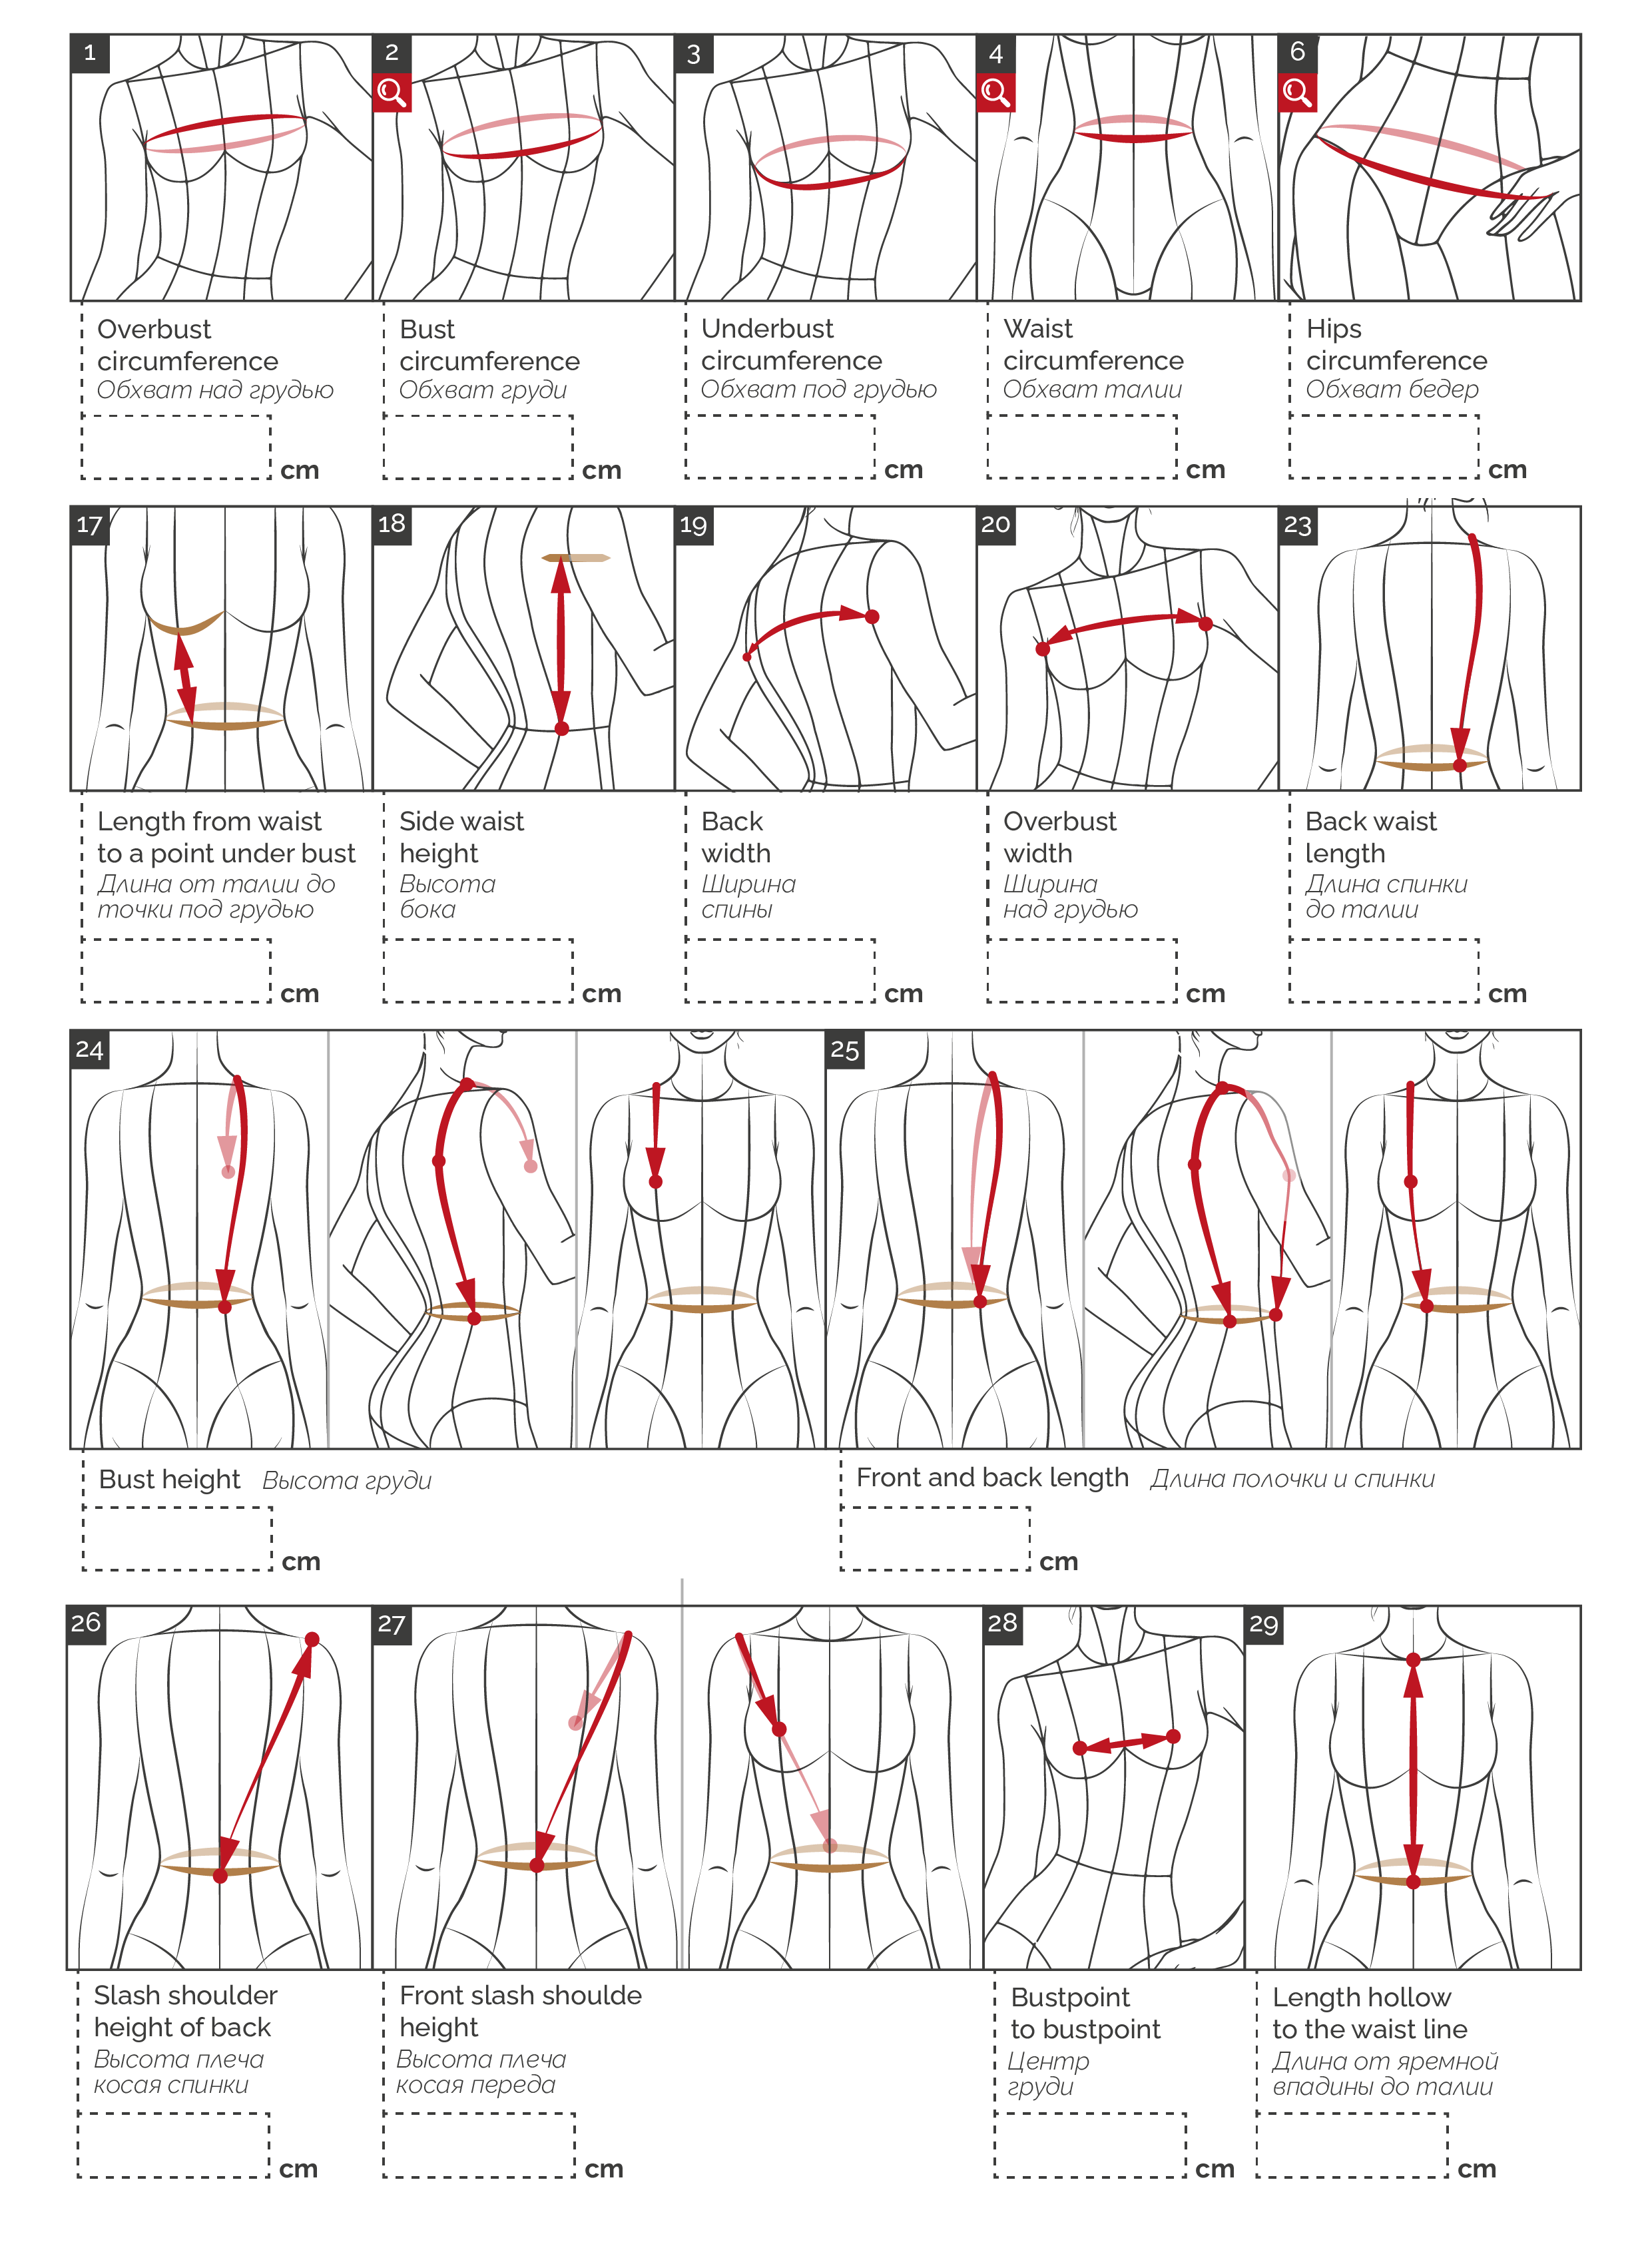 1
2
3
4
6
Overbust
circumference
Обхват над грудью
cm
Bust
circumference
Обхват груди
cm
Underbust
circumference
Обхват под грудью
cm
Waist
circumference
Обхват талии
cm
Hips
circumference
Обхват бедер
cm
17
18
19
20
23
Length from waist
to a point under bust
Длина от талии до
точки под грудью
cm
Side waist
height
Высота
бока
cm
Back
width
Ширина
спины
cm
Overbust
width
Ширина
над грудью
cm
Back waist
length
Длина спинки
до талии
cm
24
25
Bust height Высота груди
cm
Front and back length Длина полочки и спинки
cm
26
27
28
29
Slash shoulder
height of back
Высота плеча
косая спинки
cm
Front slash shoulde
height
Высота плеча
косая переда
cm
Bustpoint
to bustpoint
Центр
груди
cm
Length hollow
to the waist line
Длина от яремной
впадины до талии
cm